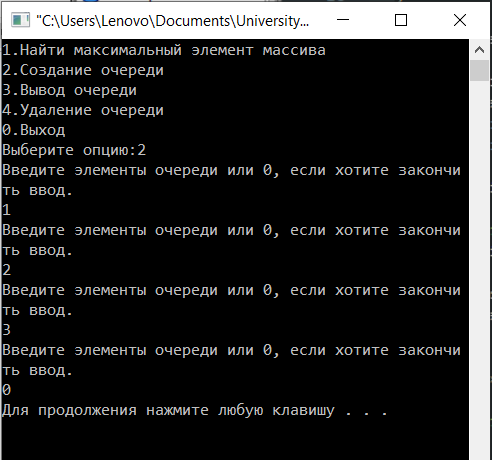 "C:\Users\Lenovo\Documents\University...
1.Найти максимальный элемент массива
2.Создание очереди
3.Вывод очереди
4.Удаление очереди
0.Выход
Выберите опцию:2
Введите элементы очереди или 0, если хотите закончи
ть ввод.
1
Введите элементы очереди или 0, если хотите закончи
ть ввод.
2
Введите элементы очереди или 0, если хотите закончи
ть ввод.
3
Введите элементы очереди или 0, если хотите закончи
ть ввод.
0
Для продолжения нажмите любую клавишу . . .